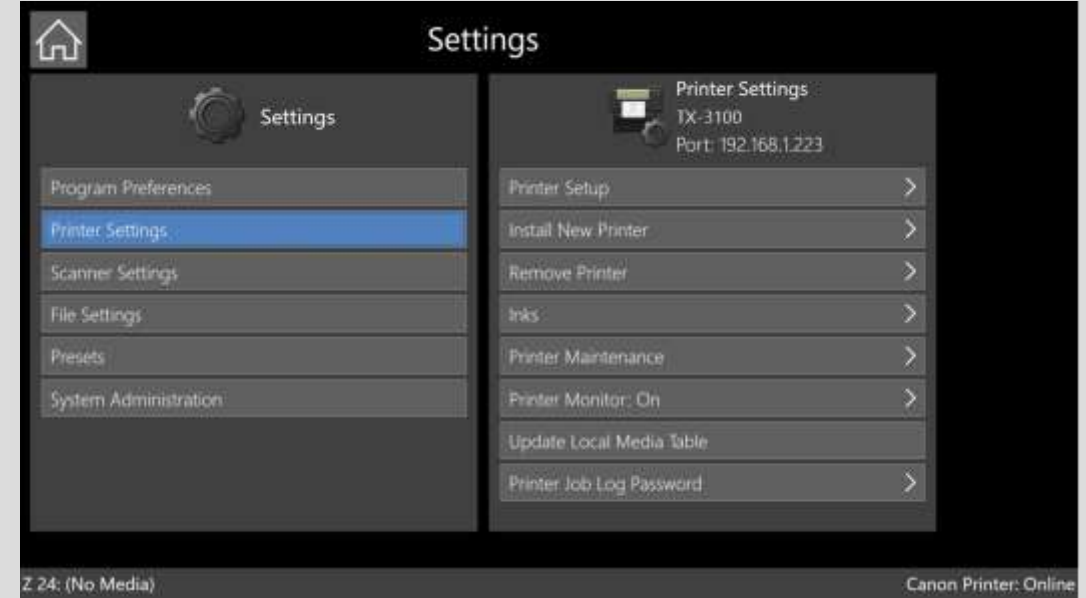 Settings
Settings
Program Preferences
Printer Settings
Scanner Settings
File Settings
Presets
System Administration
Printer Settings
TX-3100
Port: 192.168.1.223
Printer Setup
Install New Printer
Remove Printer
Inks
Printer Maintenance
Printer Monitor: On
Update Local Media Table
Printer Job Log Password
Z 24: (No Media)
Canon Printer: Online